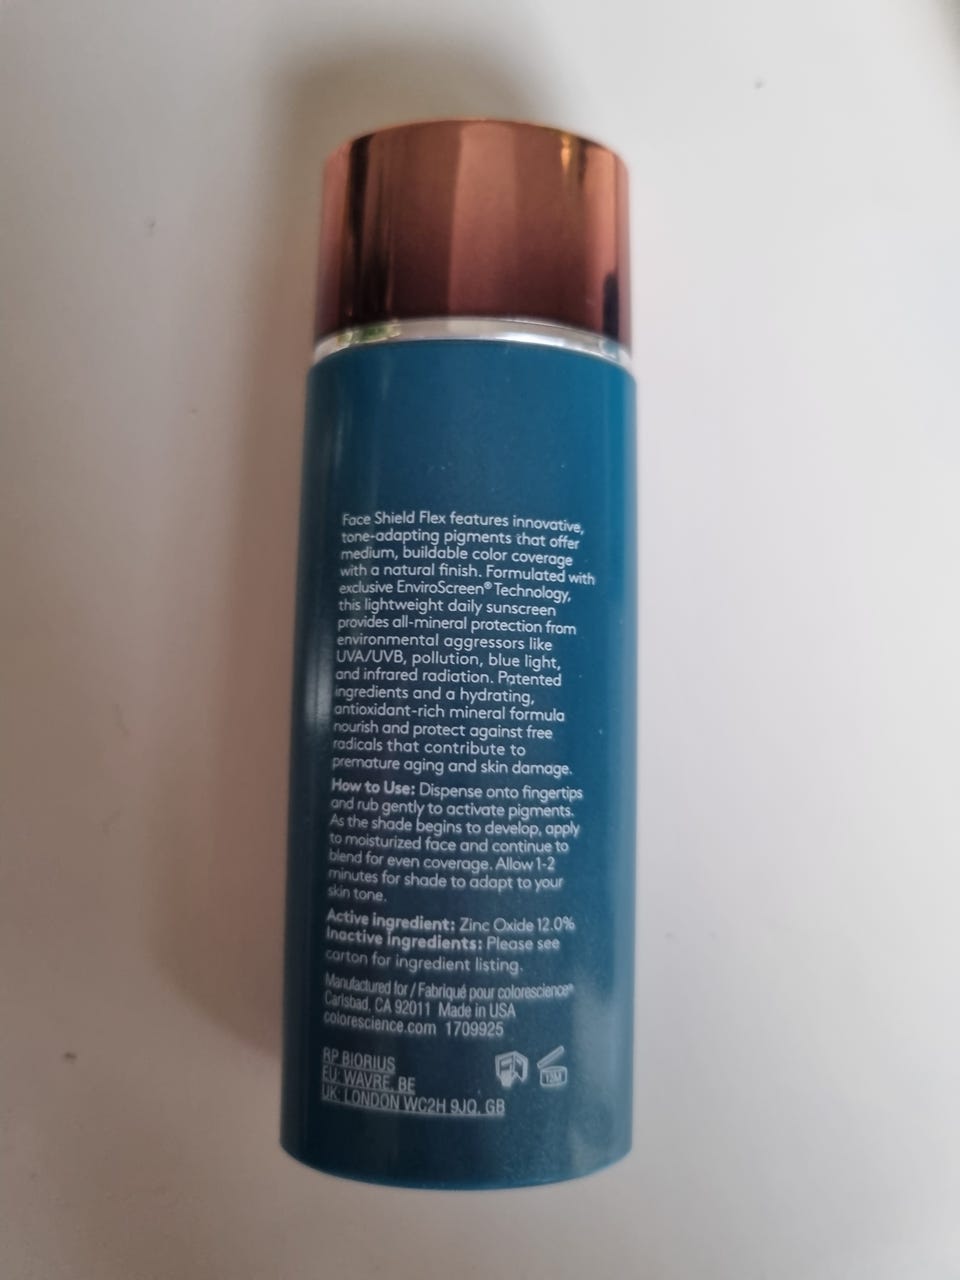 Face Shield Flex features innovative,
tone-adapting pigments that offer
medium, buildable color coverage
with a natural finish. Formulated with
exclusive EnviroScreen® Technology,
this lightweight daily sunscreen
provides all-mineral protection from
environmental aggressors like
UVA/UVB, pollution, blue light,
and infrared radiation. Patented
ingredients and a hydrating,
antioxidant-rich mineral formula
nourish and protect against free
radicals that contribute to
premature aging and skin damage.
How to Use: Dispense onto fingertips
and rub gently to activate pigments.
As the shade begins to develop, apply
to moisturized face and continue to
blend for even coverage. Allow 1-2
minutes for shade to adapt to your
skin tone.
Active ingredient: Zinc Oxide 12.0%
Inactive ingredients: Please see
carton for ingredient listing.
Manufactured for / Fabriqué pour colorescience®
Carlsbad, CA 92011 Made in USA
colorescience.com 1709925
RP BIORIUS
EU: WAVRE, BE
UK: LONDON WC2H 9JQ, GB